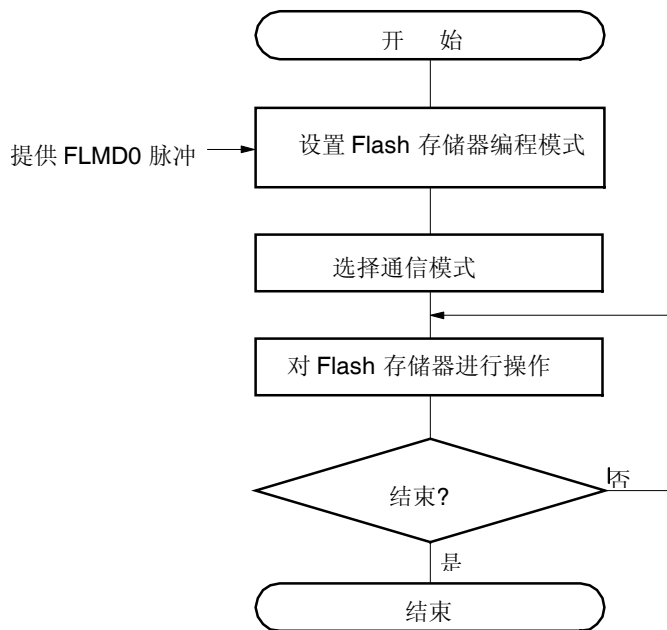 开 始
提供 FLMD0 脉冲
设置 Flash 存储器编程模式
选择通信模式
对 Flash 存储器进行操作
结束?
否
是
结束